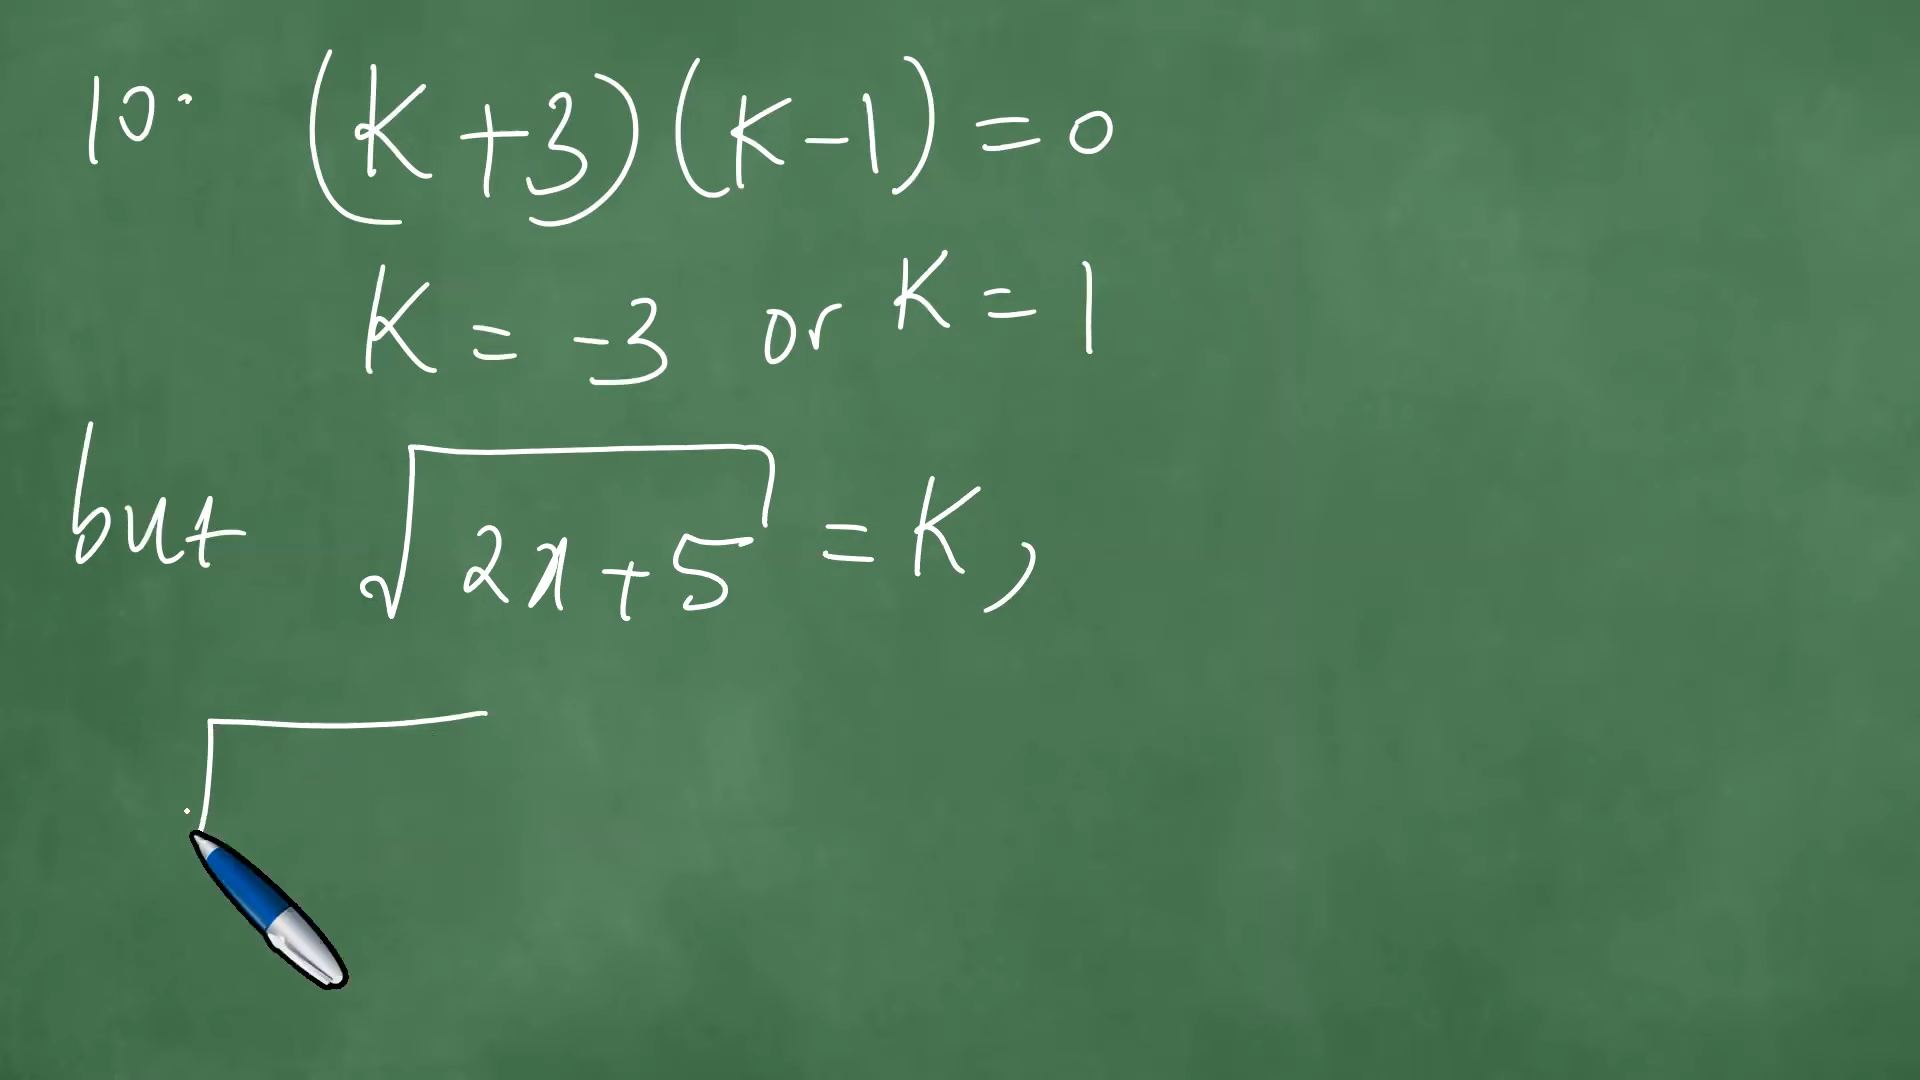 10. (K+3)(K-1)=0
K = -3 or K = 1
but √2x+5 = K,
√